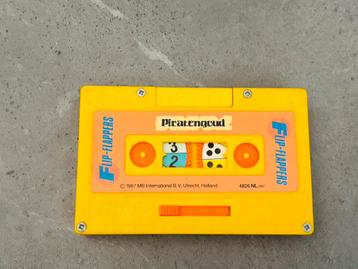 Piratengoud
FLIP-FLAPPERS
3
2
FLIP-FLAPPERS
© 1987 MB International B.V., Utrecht, Holland.
4826 NL